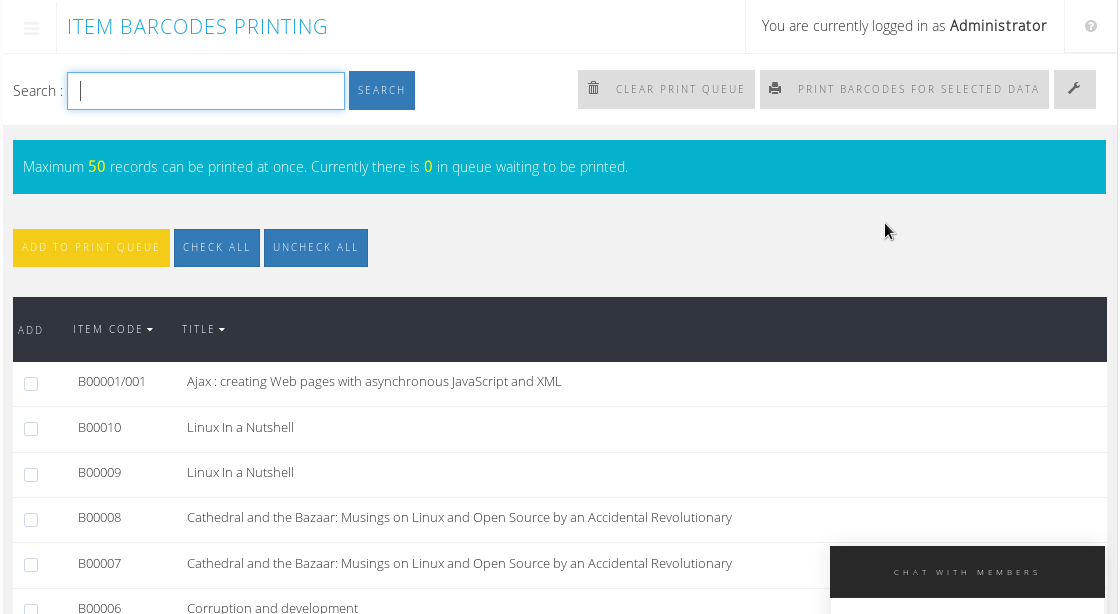 ITEM BARCODES PRINTING
You are currently logged in as Administrator
Search :
SEARCH
CLEAR PRINT QUEUE
PRINT BARCODES FOR SELECTED DATA
Maximum 50 records can be printed at once. Currently there is 0 in queue waiting to be printed.
ADD TO PRINT QUEUE
CHECK ALL
UNCHECK ALL
ADD ITEM CODE TITLE
B00001/001 Ajax : creating Web pages with asynchronous JavaScript and XML
B00010 Linux In a Nutshell
B00009 Linux In a Nutshell
B00008 Cathedral and the Bazaar: Musings on Linux and Open Source by an Accidental Revolutionary
B00007 Cathedral and the Bazaar: Musings on Linux and Open Source by an Accidental Revolutionary
CHAT WITH MEMBERS
B00006 Corruption and development